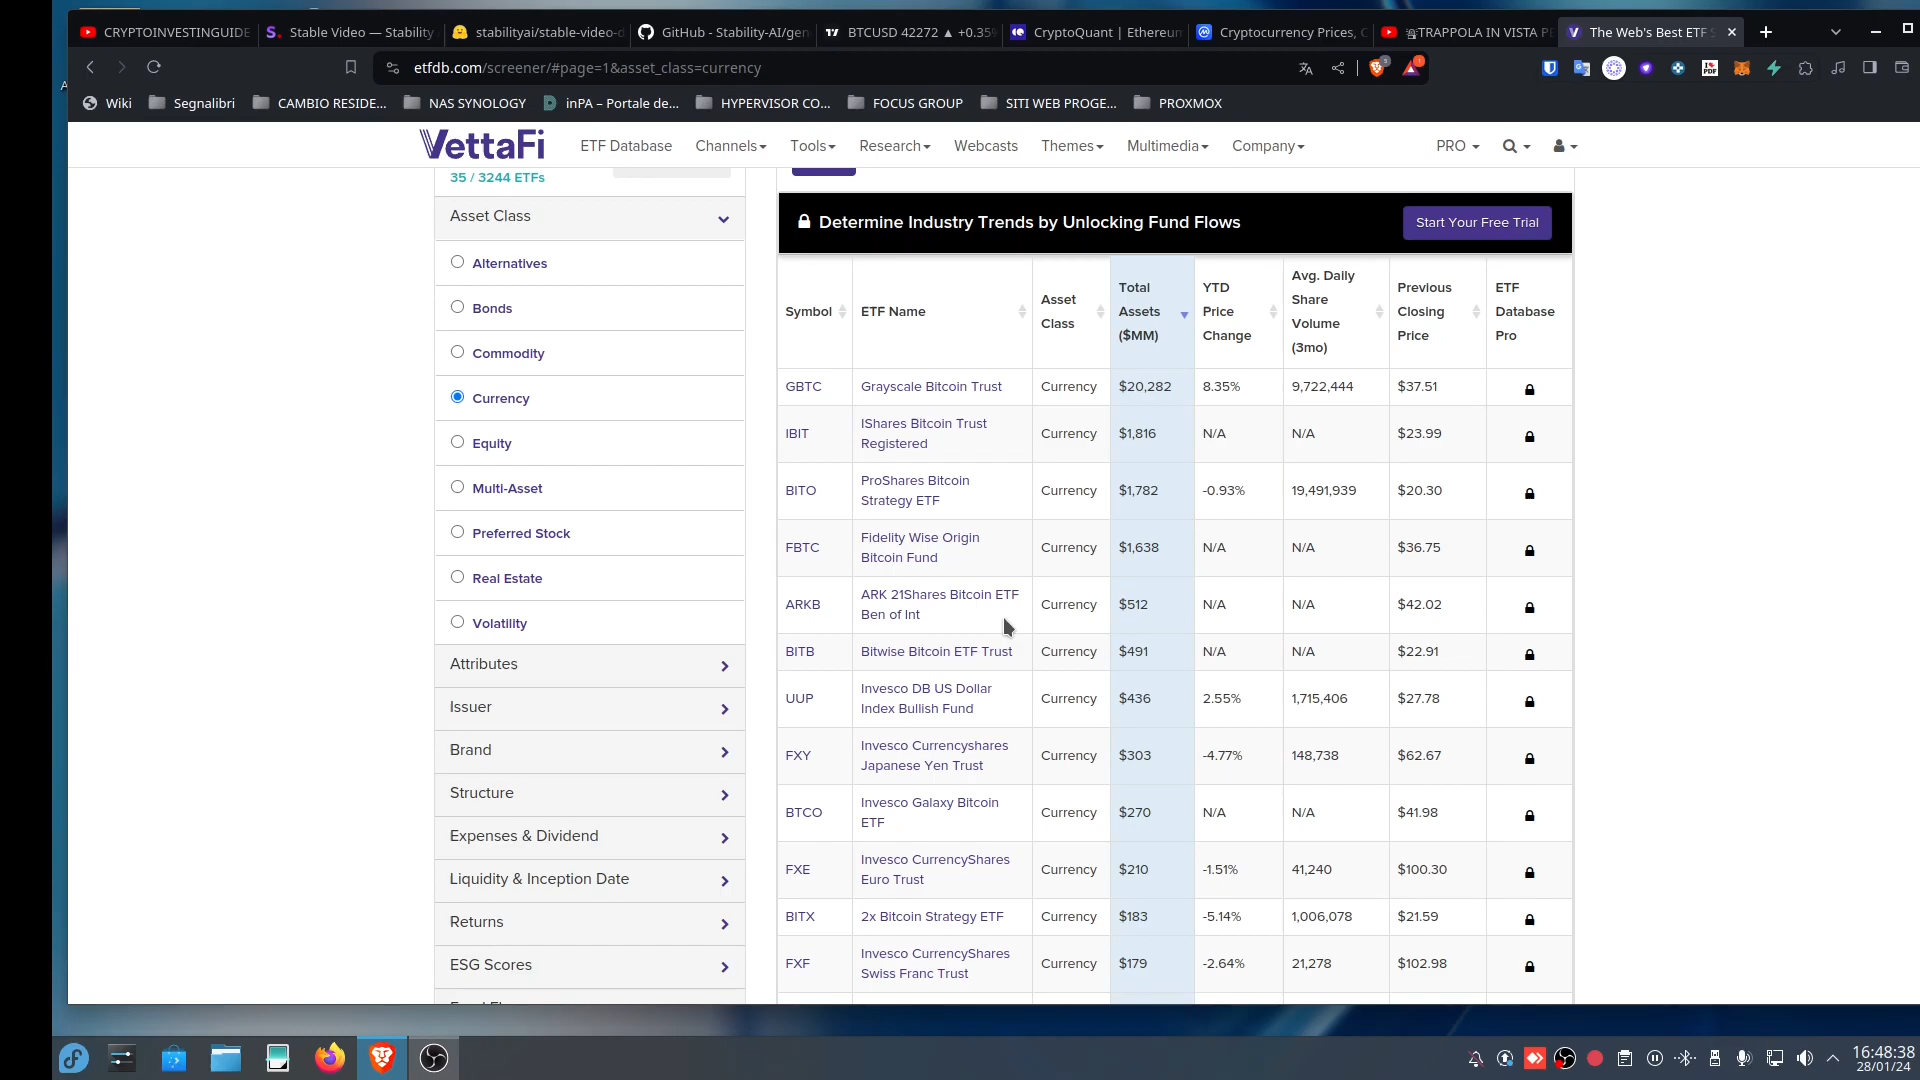 CRYPTOINVESTINGUIDE
Stable Video — Stability
stabilityai/stable-video-d
GitHub - Stability-AI/gen
BTCUSD 42272 ▲ +0.35%
CryptoQuant | Ethereum
Cryptocurrency Prices, C
TRAPPOLA IN VISTA PE
The Web's Best ETF S
etfdb.com/screener/#page=1&asset_class=currency
Wiki
Segnalibri
CAMBIO RESIDE...
NAS SYNOLOGY
inPA – Portale de...
HYPERVISOR CO...
FOCUS GROUP
SITI WEB PROGE...
PROXMOX
VettaFi
ETF Database
Channels
Tools
Research
Webcasts
Themes
Multimedia
Company
PRO
35 / 3244 ETFs
Asset Class
Alternatives
Bonds
Commodity
Currency
Equity
Multi-Asset
Preferred Stock
Real Estate
Volatility
Attributes
Issuer
Brand
Structure
Expenses & Dividend
Liquidity & Inception Date
Returns
ESG Scores
Determine Industry Trends by Unlocking Fund Flows
Start Your Free Trial
Symbol
ETF Name
Asset
Class
Total
Assets
($MM)
YTD
Price
Change
Avg. Daily
Share
Volume
(3mo)
Previous
Closing
Price
ETF
Database
Pro
GBTC Grayscale Bitcoin Trust Currency $20,282 8.35% 9,722,444 $37.51
IBIT IShares Bitcoin Trust
Registered Currency $1,816 N/A N/A $23.99
BITO ProShares Bitcoin
Strategy ETF Currency $1,782 -0.93% 19,491,939 $20.30
FBTC Fidelity Wise Origin
Bitcoin Fund Currency $1,638 N/A N/A $36.75
ARKB ARK 21Shares Bitcoin ETF
Ben of Int Currency $512 N/A N/A $42.02
BITB Bitwise Bitcoin ETF Trust Currency $491 N/A N/A $22.91
UUP Invesco DB US Dollar
Index Bullish Fund Currency $436 2.55% 1,715,406 $27.78
FXY Invesco Currencyshares
Japanese Yen Trust Currency $303 -4.77% 148,738 $62.67
BTCO Invesco Galaxy Bitcoin
ETF Currency $270 N/A N/A $41.98
FXE Invesco CurrencyShares
Euro Trust Currency $210 -1.51% 41,240 $100.30
BITX 2x Bitcoin Strategy ETF Currency $183 -5.14% 1,006,078 $21.59
FXF Invesco CurrencyShares
Swiss Franc Trust Currency $179 -2.64% 21,278 $102.98
16:48:38
28/01/24